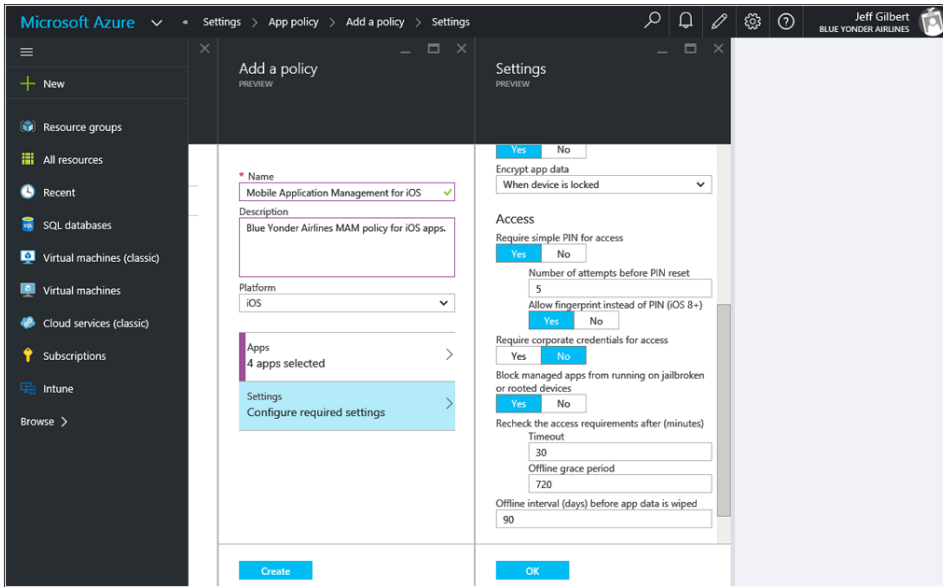 Microsoft Azure
« Settings > App policy > Add a policy > Settings
Jeff Gilbert
BLUE YONDER AIRLINES
New
Resource groups
All resources
Recent
SQL databases
Virtual machines (classic)
Virtual machines
Cloud services (classic)
Subscriptions
Intune
Browse >
Add a policy
PREVIEW
* Name
Mobile Application Management for iOS
Description
Blue Yonder Airlines MAM policy for iOS apps.
Platform
iOS
Apps
4 apps selected
Settings
Configure required settings
Create
Settings
PREVIEW
Yes No
Encrypt app data
When device is locked
Access
Require simple PIN for access
Yes No
Number of attempts before PIN reset
5
Allow fingerprint instead of PIN (iOS 8+)
Yes No
Require corporate credentials for access
Yes No
Block managed apps from running on jailbroken
or rooted devices
Yes No
Recheck the access requirements after (minutes)
Timeout
30
Offline grace period
720
Offline interval (days) before app data is wiped
90
OK